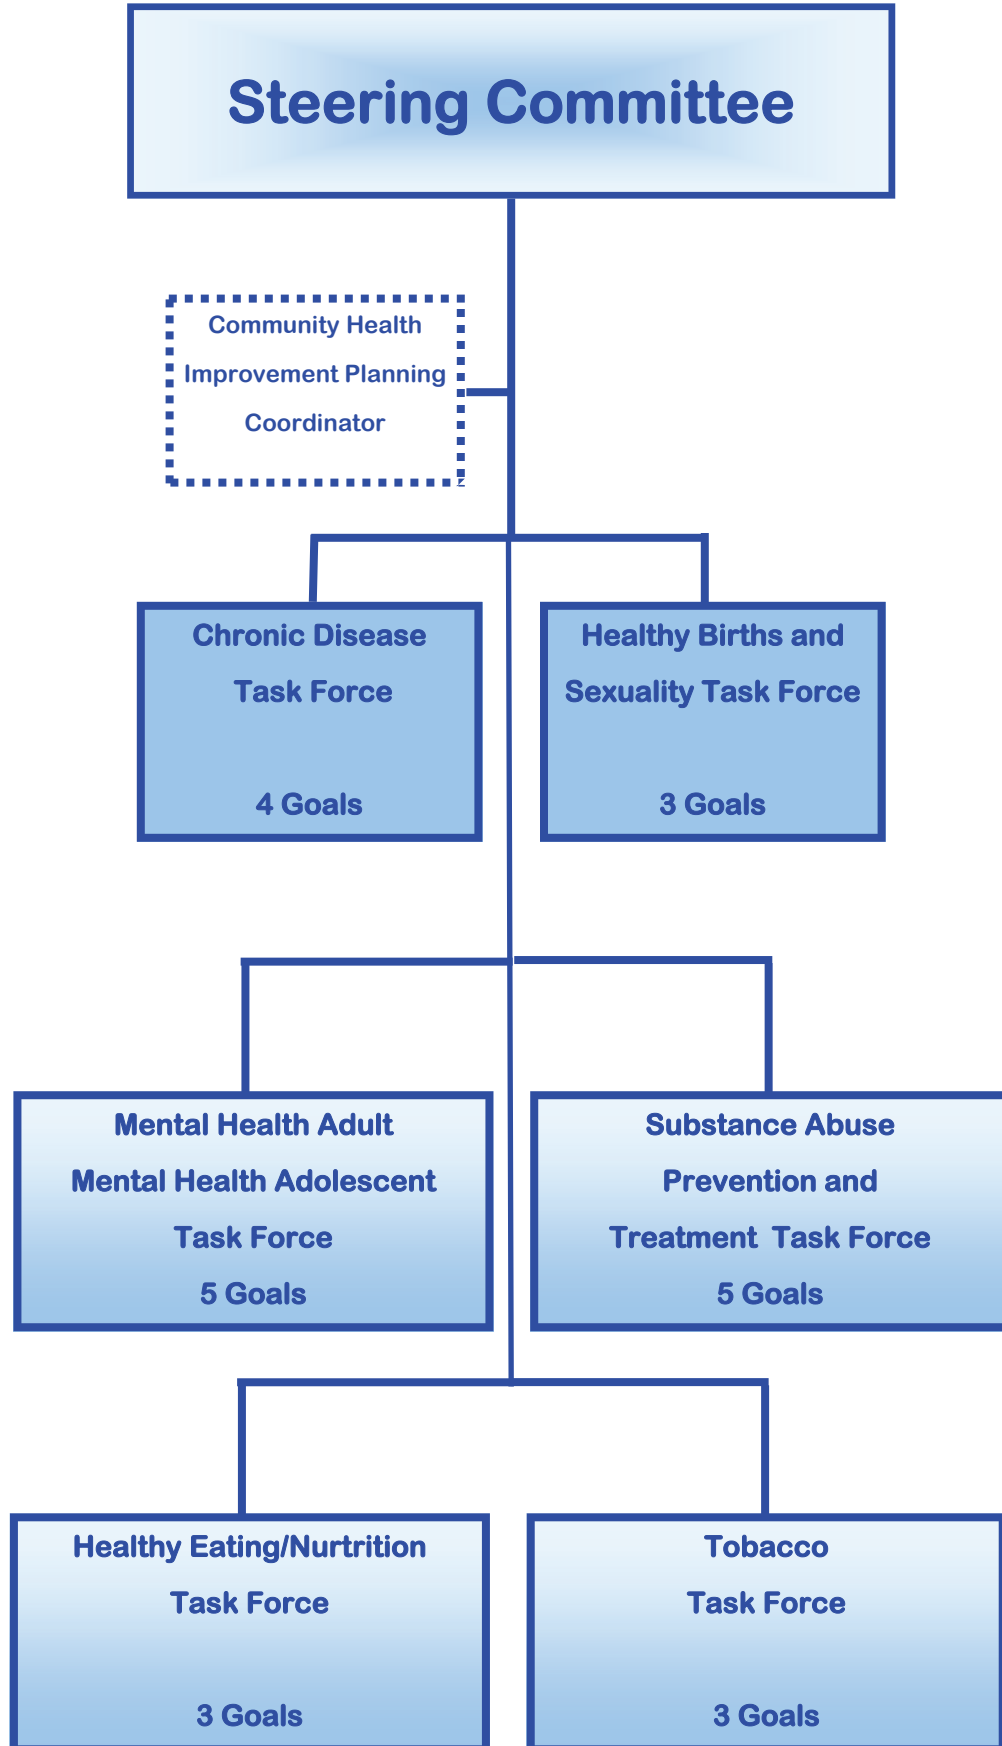 Steering Committee
Community Health
Improvement Planning
Coordinator
Chronic Disease
Task Force
4 Goals
Healthy Births and
Sexuality Task Force
3 Goals
Mental Health Adult
Mental Health Adolescent
Task Force
5 Goals
Substance Abuse
Prevention and
Treatment  Task Force
5 Goals
Healthy Eating/Nurtrition
Task Force
3 Goals
Tobacco
Task Force
3 Goals